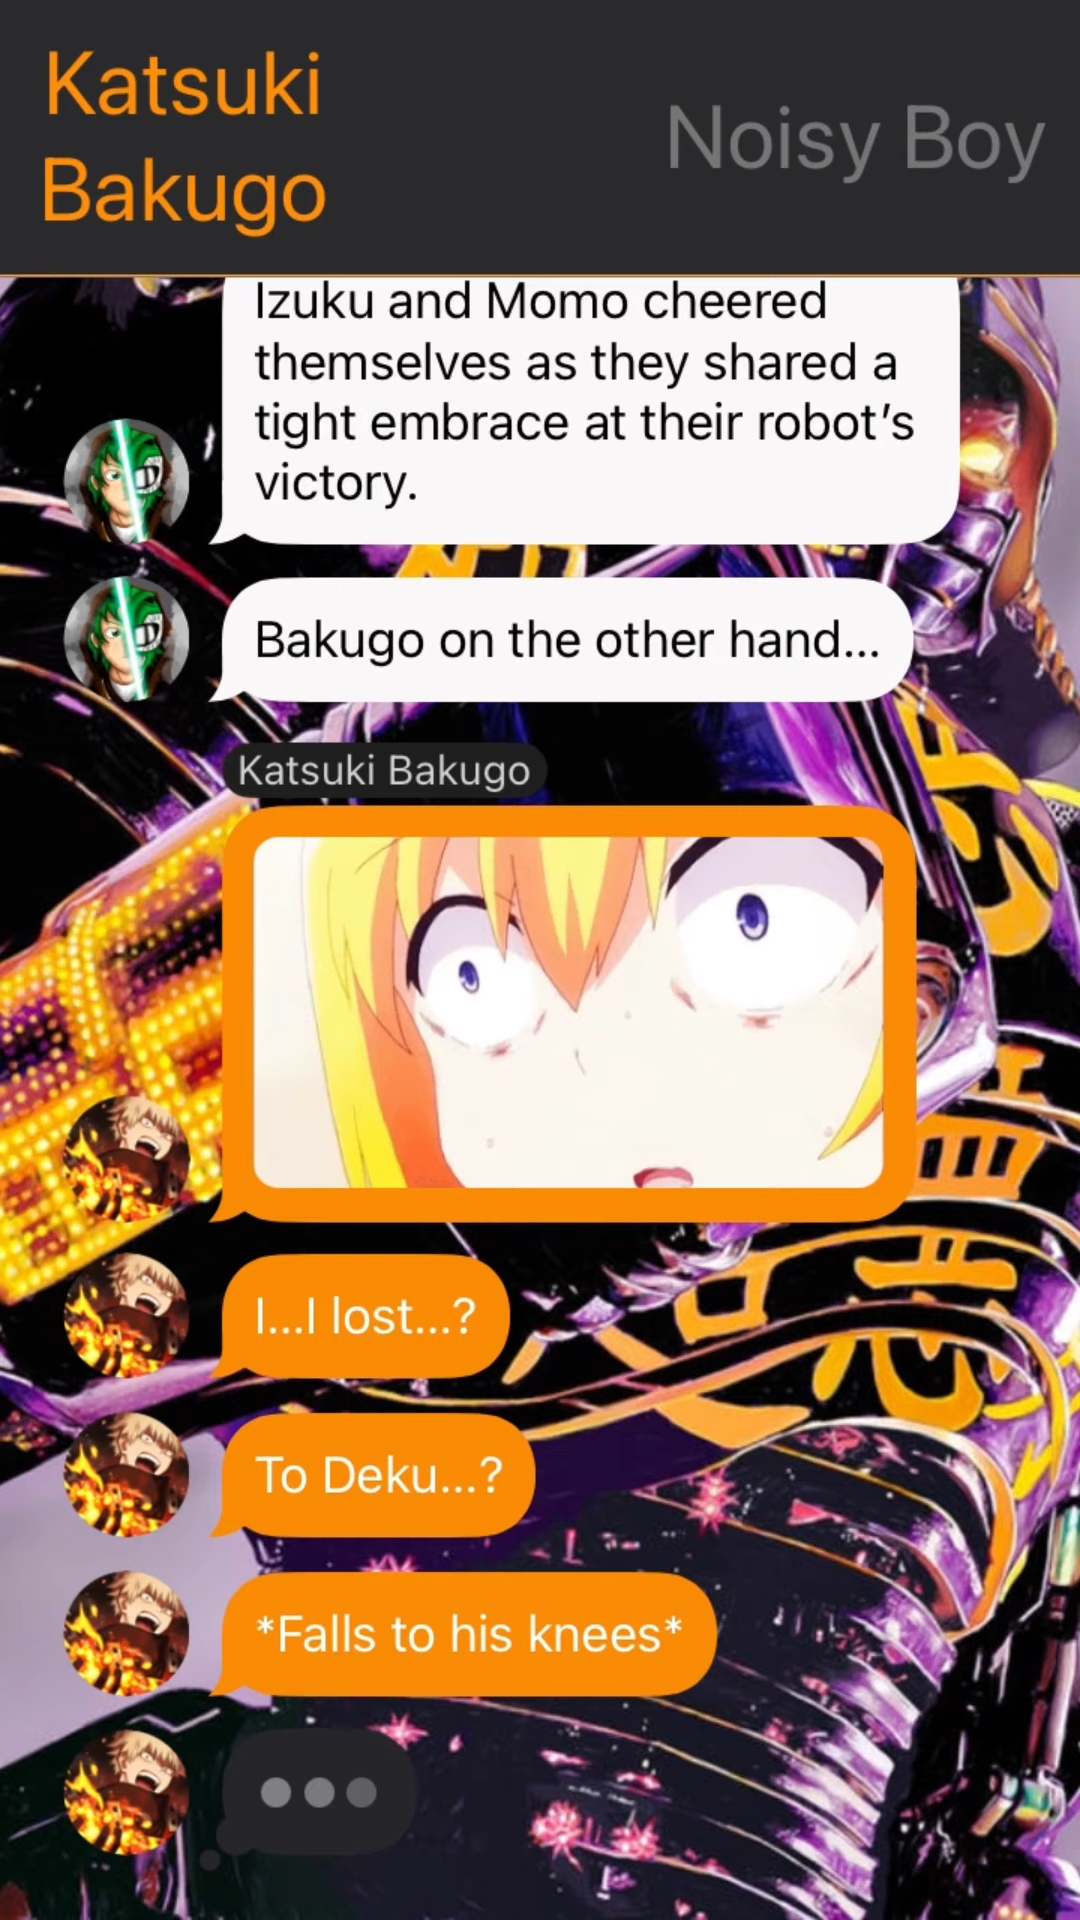 Katsuki
Bakugo
Noisy Boy
Izuku and Momo cheered
themselves as they shared a
tight embrace at their robot’s
victory.
Bakugo on the other hand...
Katsuki Bakugo
I...I lost...?
To Deku...?
*Falls to his knees*